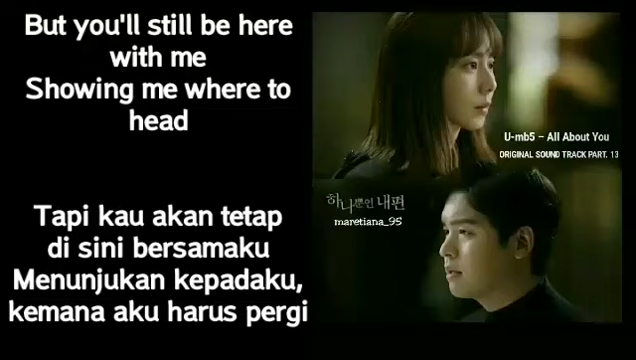 But you'll still be here
with me
Showing me where to
head
Tapi kau akan tetap
di sini bersamaku
Menunjukan kepadaku,
kemana aku harus pergi
U-mb5 – All About You
ORIGINAL SOUND TRACK PART. 13
하나뿐인 내편
maretiana_95